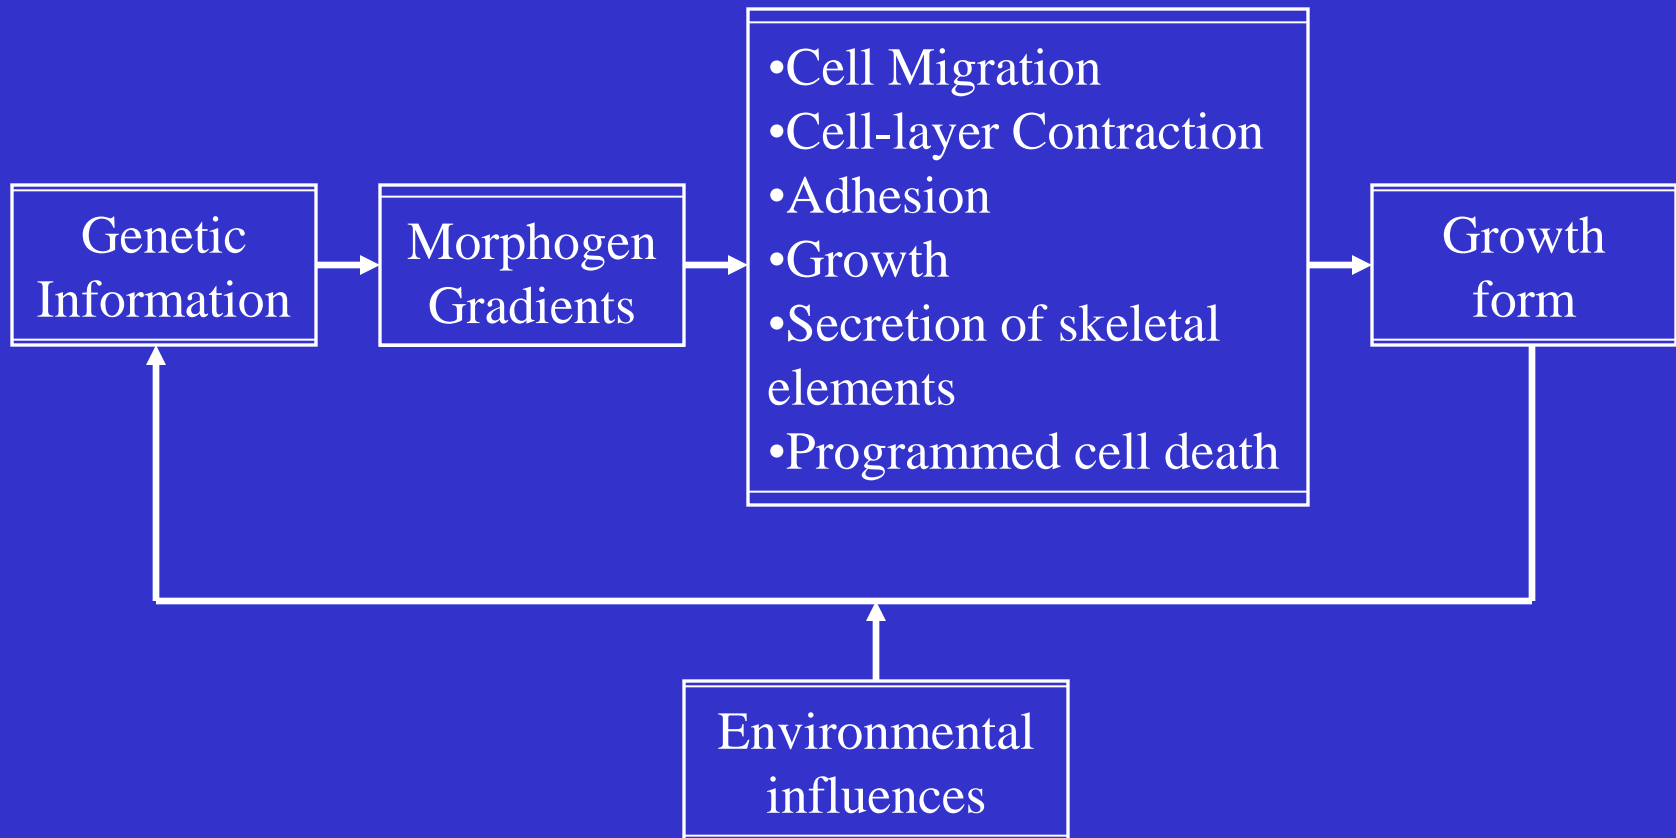 Genetic
Information
Morphogen
Gradients
•Cell Migration
•Cell-layer Contraction
•Adhesion
•Growth
•Secretion of skeletal
elements
•Programmed cell death
Growth
form
Environmental
influences